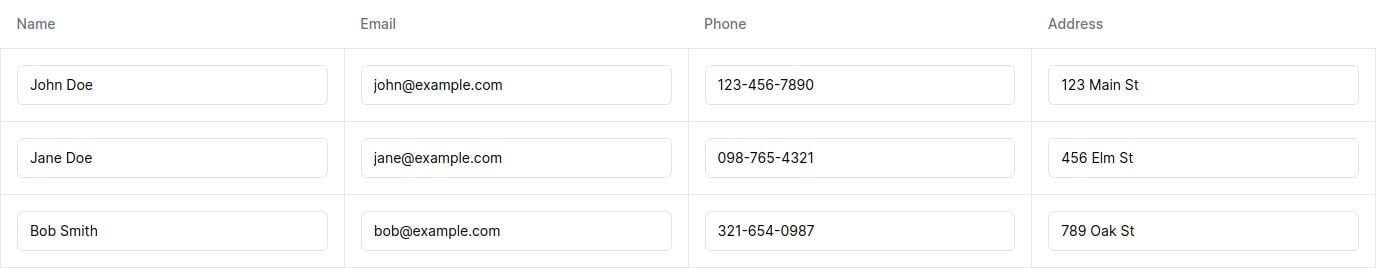 Name Email Phone Address
John Doe john@example.com 123-456-7890 123 Main St
Jane Doe jane@example.com 098-765-4321 456 Elm St
Bob Smith bob@example.com 321-654-0987 789 Oak St